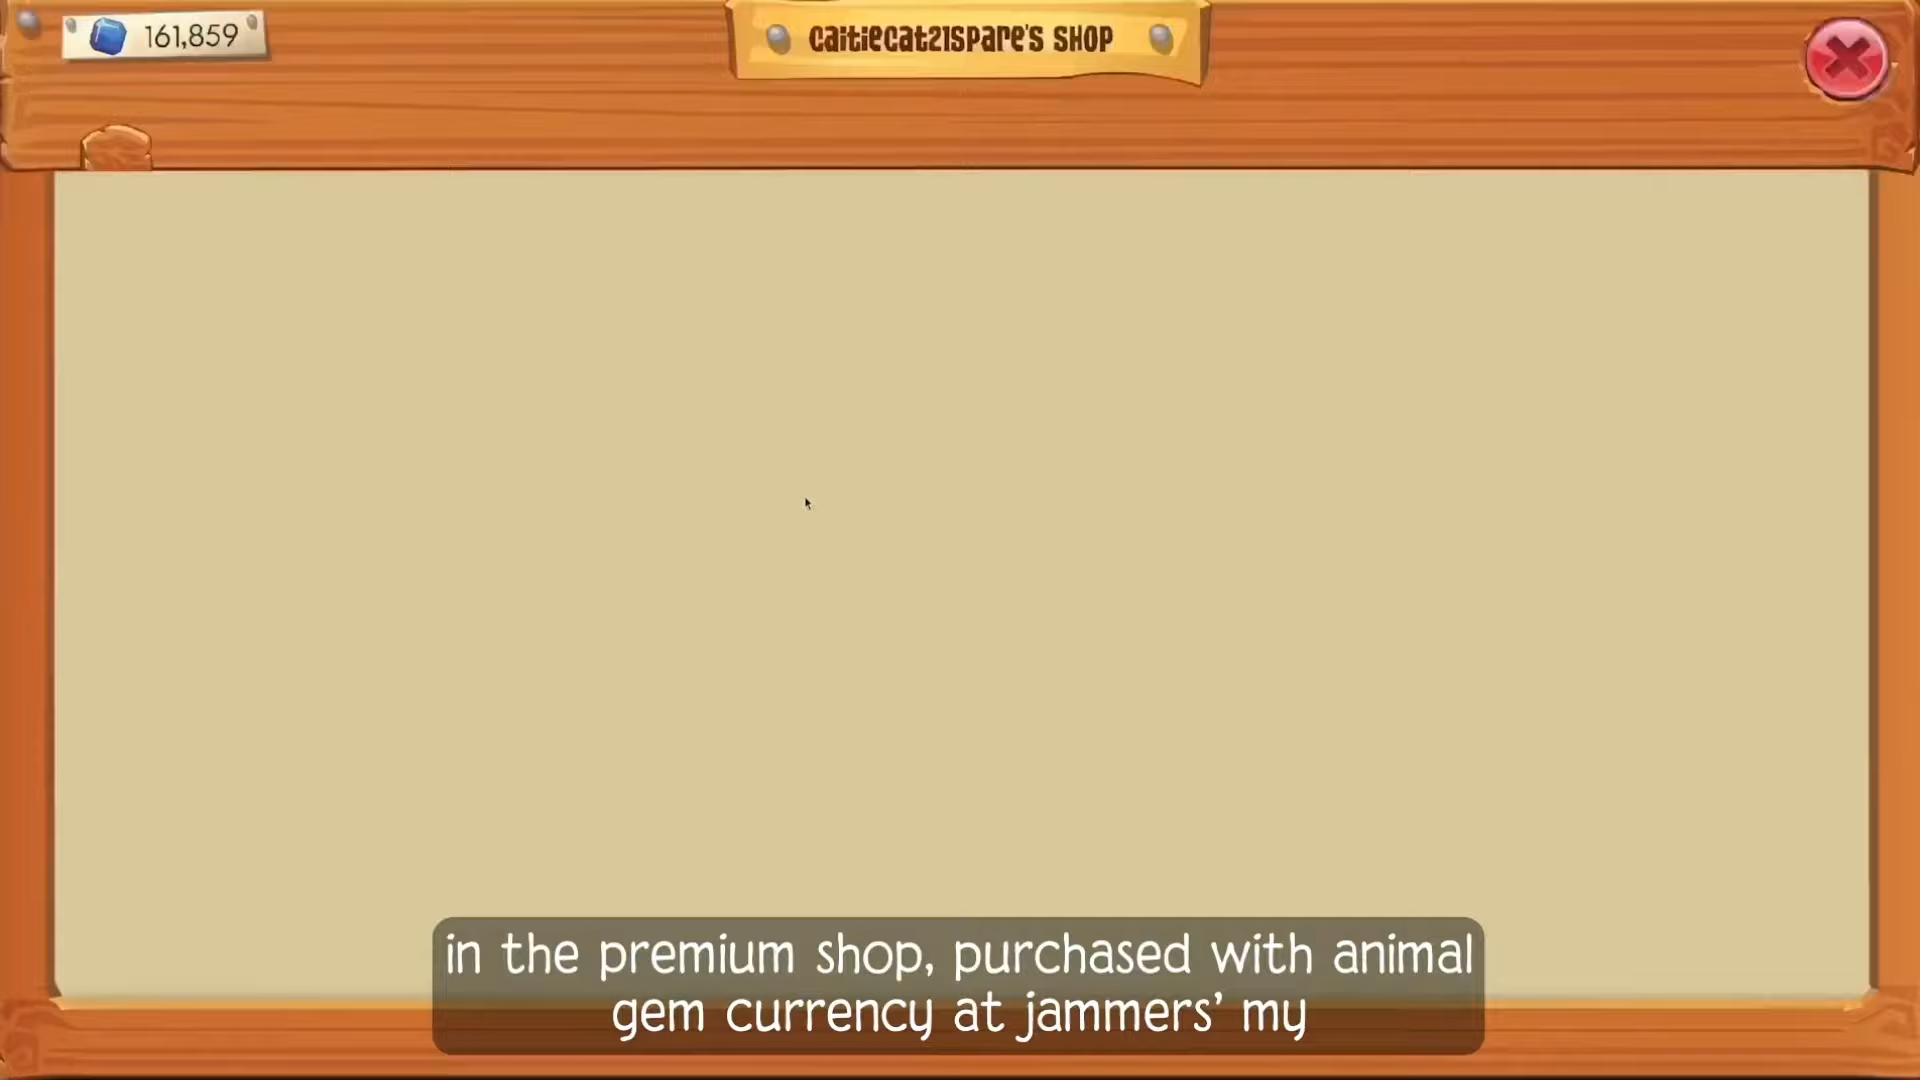 161,859
caitiecat21spare's SHOP
in the premium shop, purchased with animal
gem currency at jammers’ my